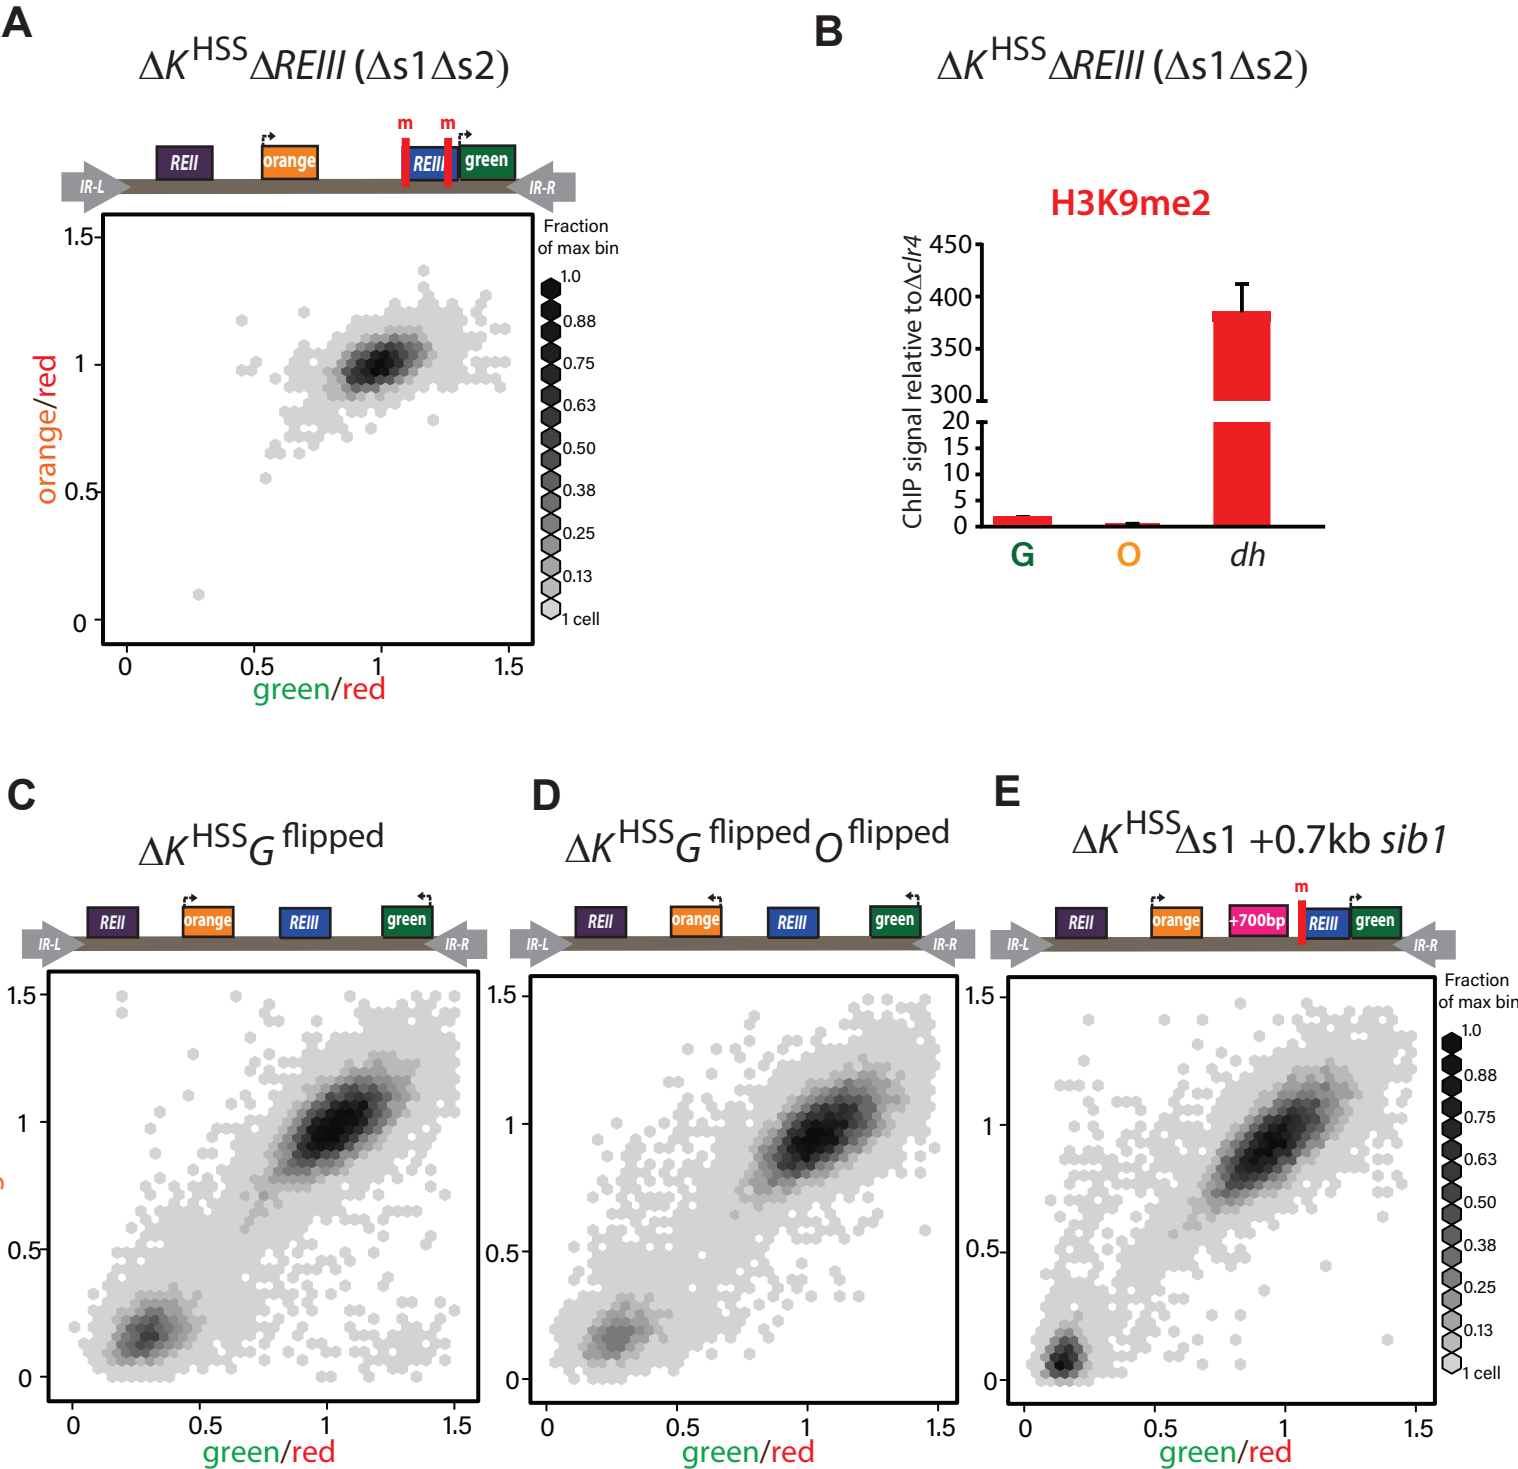 A
ΔK^HSS ΔREIII (Δs1Δs2)
m m
REII orange REIII green
IR-L IR-R
Fraction
of max bin
1.0
0.88
0.75
0.63
0.50
0.38
0.25
0.13
1 cell
1.5
1
0.5
0
orange/red
0 0.5 1 1.5
green/red
B
ΔK^HSS ΔREIII (Δs1Δs2)
H3K9me2
ChIP signal relative toΔclr4
450
400
350
300
20
15
10
5
0
G O dh
C
ΔK^HSS G^flipped
REII orange REIII green
IR-L IR-R
1.5
1
0.5
0
0 0.5 1 1.5
green/red
D
ΔK^HSS G^flipped O^flipped
REII orange REIII green
IR-L IR-R
1.5
1
0.5
0
0 0.5 1 1.5
green/red
E
ΔK^HSS Δs1 +0.7kb sib1
m
REII orange +700bp REIII green
IR-L IR-R
1.5
1
0.5
0
0 0.5 1 1.5
green/red
Fraction
of max bin
1.0
0.88
0.75
0.63
0.50
0.38
0.25
0.13
1 cell